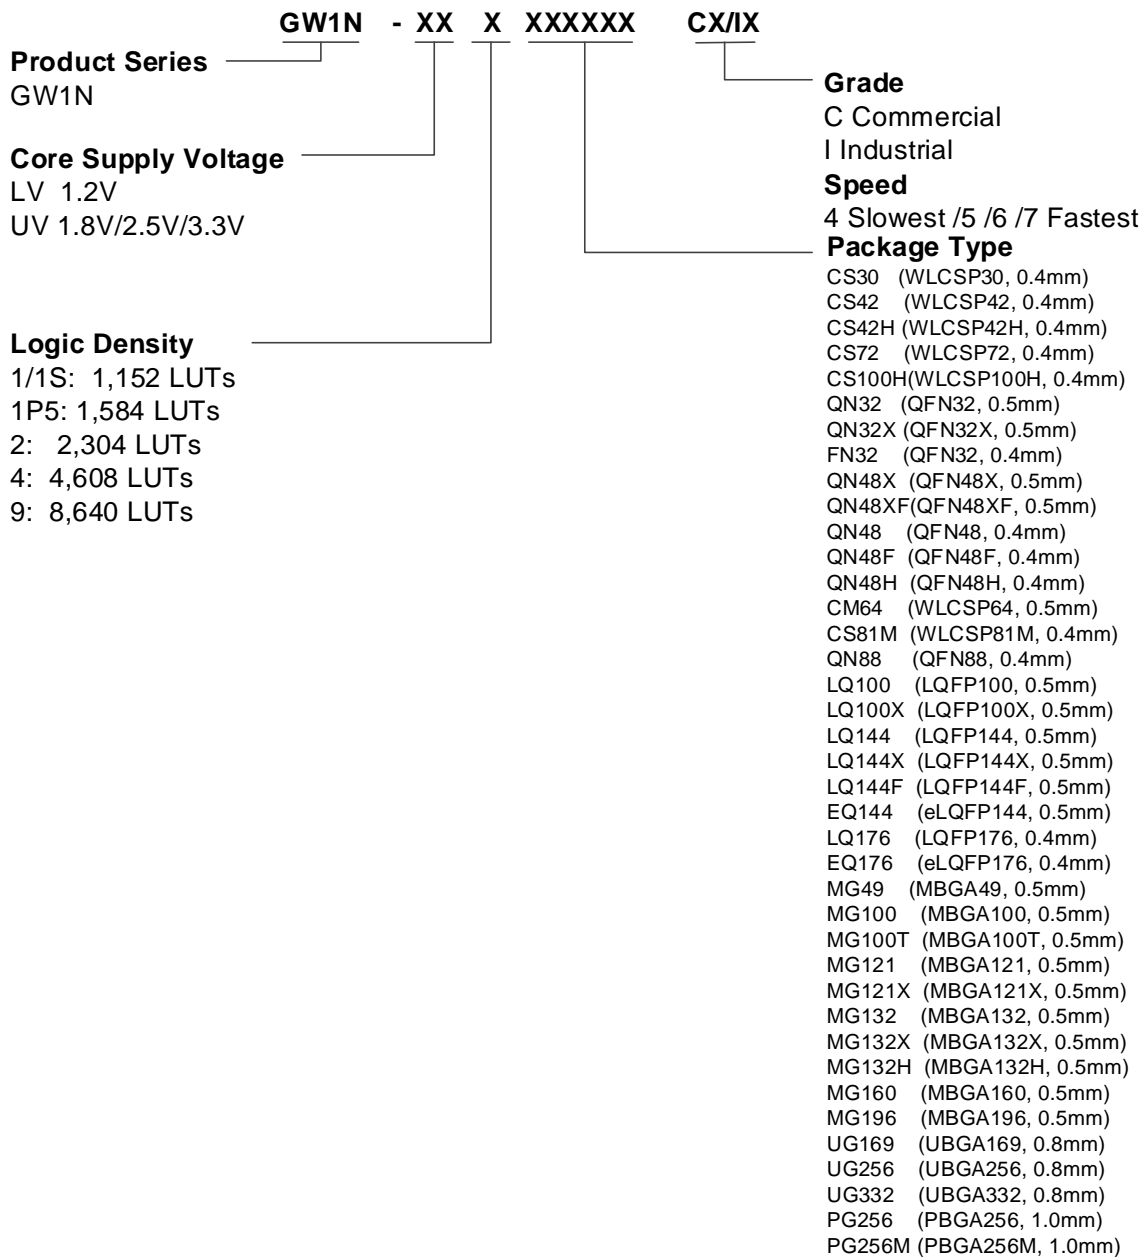 GW1N - XX X XXXXXX CX/IX
Product Series
GW1N
Core Supply Voltage
LV 1.2V
UV 1.8V/2.5V/3.3V
Logic Density
1/1S: 1,152 LUTs
1P5: 1,584 LUTs
2: 2,304 LUTs
4: 4,608 LUTs
9: 8,640 LUTs
Grade
C Commercial
I Industrial
Speed
4 Slowest /5 /6 /7 Fastest
Package Type
CS30 (WLCSP30, 0.4mm)
CS42 (WLCSP42, 0.4mm)
CS42H (WLCSP42H, 0.4mm)
CS72 (WLCSP72, 0.4mm)
CS100H(WLCSP100H, 0.4mm)
QN32 (QFN32, 0.5mm)
QN32X (QFN32X, 0.5mm)
FN32 (QFN32, 0.4mm)
QN48X (QFN48X, 0.5mm)
QN48XF(QFN48XF, 0.5mm)
QN48 (QFN48, 0.4mm)
QN48F (QFN48F, 0.4mm)
QN48H (QFN48H, 0.4mm)
CM64 (WLCSP64, 0.5mm)
CS81M (WLCSP81M, 0.4mm)
QN88 (QFN88, 0.4mm)
LQ100 (LQFP100, 0.5mm)
LQ100X (LQFP100X, 0.5mm)
LQ144 (LQFP144, 0.5mm)
LQ144X (LQFP144X, 0.5mm)
LQ144F (LQFP144F, 0.5mm)
EQ144 (eLQFP144, 0.5mm)
LQ176 (LQFP176, 0.4mm)
EQ176 (eLQFP176, 0.4mm)
MG49 (MBGA49, 0.5mm)
MG100 (MBGA100, 0.5mm)
MG100T (MBGA100T, 0.5mm)
MG121 (MBGA121, 0.5mm)
MG121X (MBGA121X, 0.5mm)
MG132 (MBGA132, 0.5mm)
MG132X (MBGA132X, 0.5mm)
MG132H (MBGA132H, 0.5mm)
MG160 (MBGA160, 0.5mm)
MG196 (MBGA196, 0.5mm)
UG169 (UBGA169, 0.8mm)
UG256 (UBGA256, 0.8mm)
UG332 (UBGA332, 0.8mm)
PG256 (PBGA256, 1.0mm)
PG256M (PBGA256M, 1.0mm)